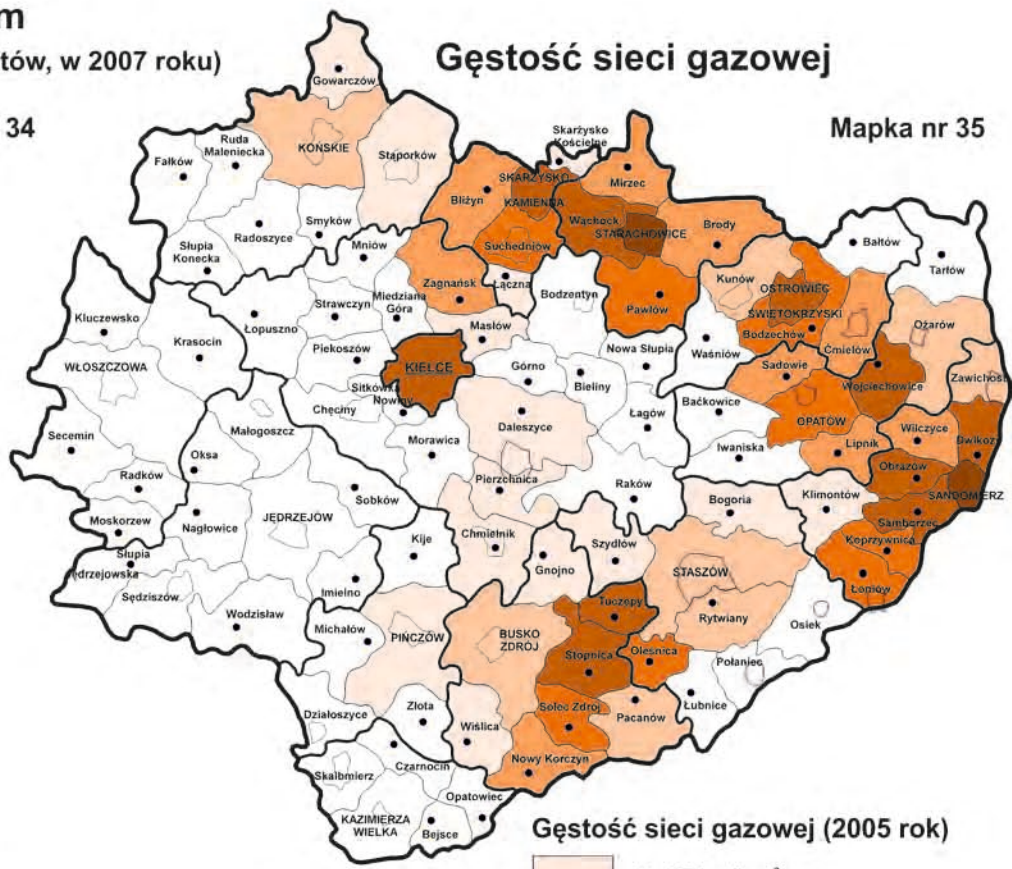 m
tów, w 2007 roku)
34
Gęstość sieci gazowej
Mapka nr 35
Gowarczów
KOŃSKIE
Stąporków
Ruda
Maleniecka
Fałków
Radoszyce
Smyków
Słupia
Konecka
Skarżysko
Kościelne
SKARŻYSKO
KAMIENNA
Bliżyn
Suchedniów
Łączna
Mirzec
Wąchock
STARACHOWICE
Brody
Pawłów
Mniów
Zagnańsk
Bodzentyn
Kunów
OSTROWIEC
ŚWIĘTOKRZYSKI
Bodzechów
Ćmielów
Bałtów
Tarłów
Ożarów
Kluczewsko
Krasocin
WŁOSZCZOWA
Łopuszno
Strawczyn
Miedziana
Góra
Masłów
Piekoszów
KIELCE
Sitkówka
Nowiny
Chęciny
Górno
Bieliny
Nowa Słupia
Waśniów
Sadowie
Wojciechowice
Zawichost
Baćkowice
OPATÓW
Łagów
Iwaniska
Lipnik
Wilczyce
Dwikozy
Obrazów
SANDOMIERZ
Samborzec
Klimontów
Koprzywnica
Łoniów
Secemin
Małogoszcz
Oksa
Radków
Moskorzew
Nagłowice
JĘDRZEJÓW
Sobków
Morawica
Daleszyce
Pierzchnica
Raków
Bogoria
Słupia
Jędrzejowska
Sędziszów
Wodzisław
Imielno
Kije
Chmielnik
Gnojno
Szydłów
STASZÓW
Rytwiany
Osiek
Michałów
PIŃCZÓW
BUSKO
ZDRÓJ
Tuczępy
Stopnica
Oleśnica
Połaniec
Łubnice
Solec Zdrój
Pacanów
Działoszyce
Złota
Wiślica
Nowy Korczyn
Skalbmierz
Czarnocin
Opatowiec
KAZIMIERZA
WIELKA
Bejsce
Gęstość sieci gazowej (2005 rok)